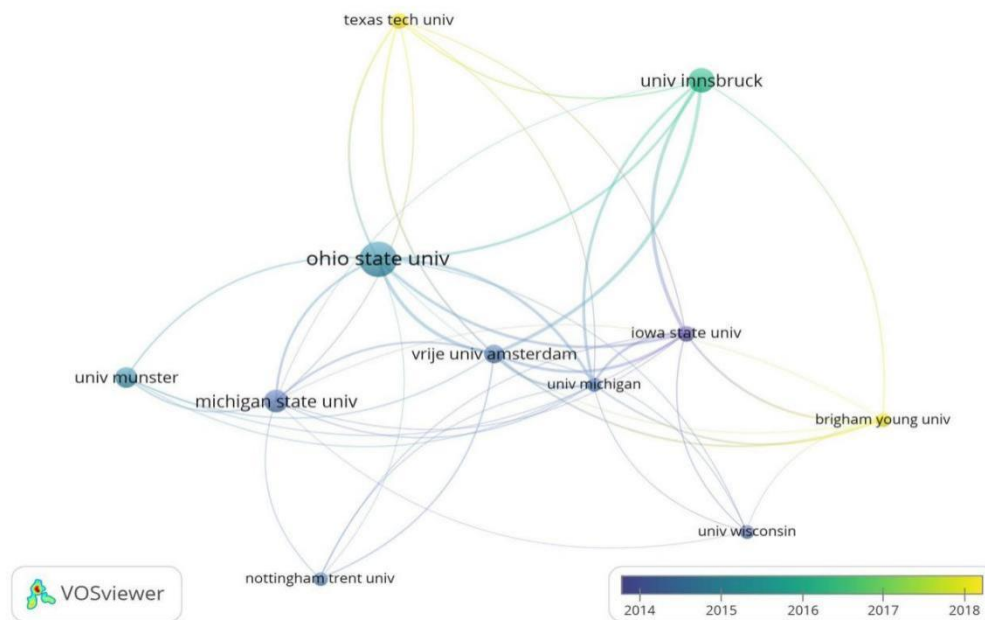 texas tech univ
univ innsbruck
ohio state univ
iowa state univ
vrije univ amsterdam
univ munster
univ michigan
michigan state univ
brigham young univ
univ wisconsin
nottingham trent univ
VOSviewer
2014 2015 2016 2017 2018